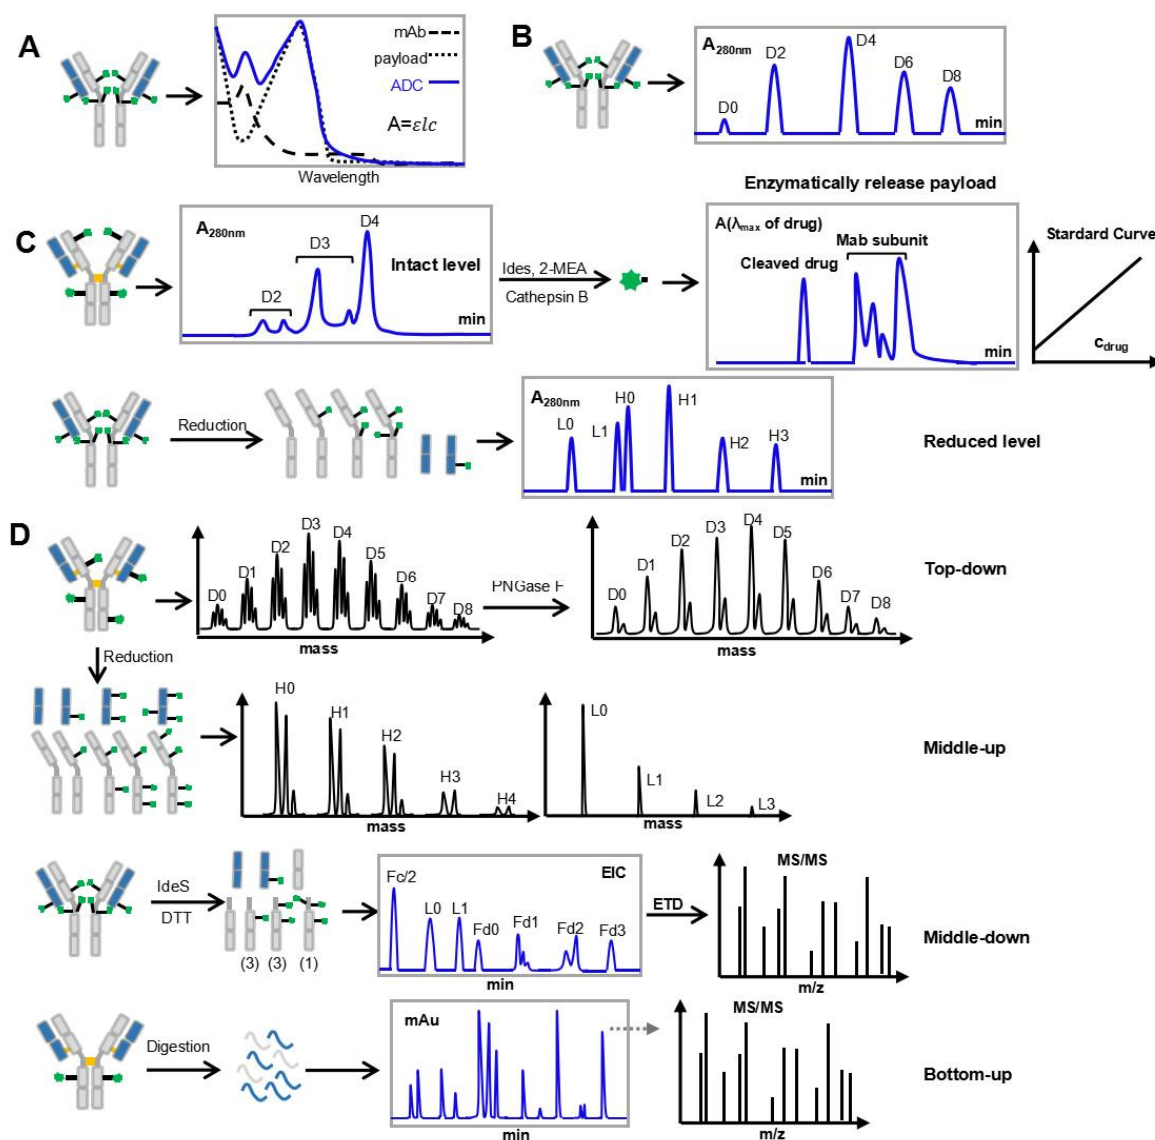 A
mAb
payload
ADC
A=εlc
Wavelength
B
A280nm
D0
D2
D4
D6
D8
min
Enzymatically release payload
C
A280nm
D2
D3
D4
Intact level
min
Ides, 2-MEA
Cathepsin B
A(λmax of drug)
Cleaved drug
Mab subunit
min
Stardard Curve
cdrug
Reduction
A280nm
L0
L1
H0
H1
H2
H3
min
Reduced level
D
D0
D1
D2
D3
D4
D5
D6
D7
D8
mass
PNGase F
D0
D1
D2
D3
D4
D5
D6
D7
D8
mass
Top-down
Reduction
H0
H1
H2
H3
H4
mass
L0
L1
L2
L3
mass
Middle-up
IdeS
DTT
(3)
(3)
(1)
EIC
Fc/2
L0
L1
Fd0
Fd1
Fd2
Fd3
min
ETD
MS/MS
m/z
Middle-down
Digestion
mAu
min
MS/MS
m/z
Bottom-up